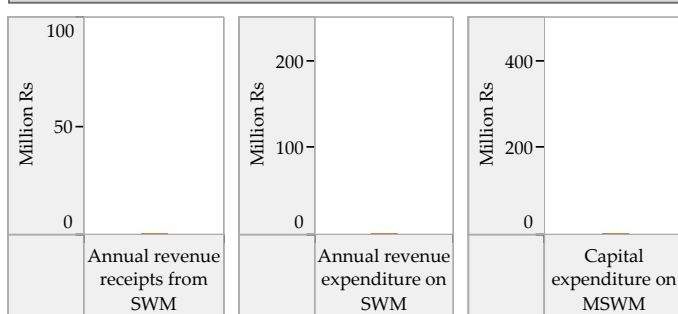 100
Million Rs
50
0
Annual revenue
receipts from
SWM
200
Million Rs
100
0
Annual revenue
expenditure on
SWM
400
Million Rs
200
0
Capital
expenditure on
MSWM